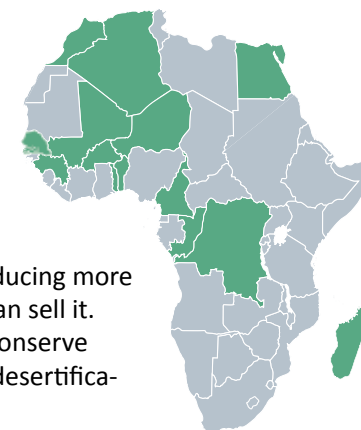 ducing more
an sell it.
onserve
desertifica-